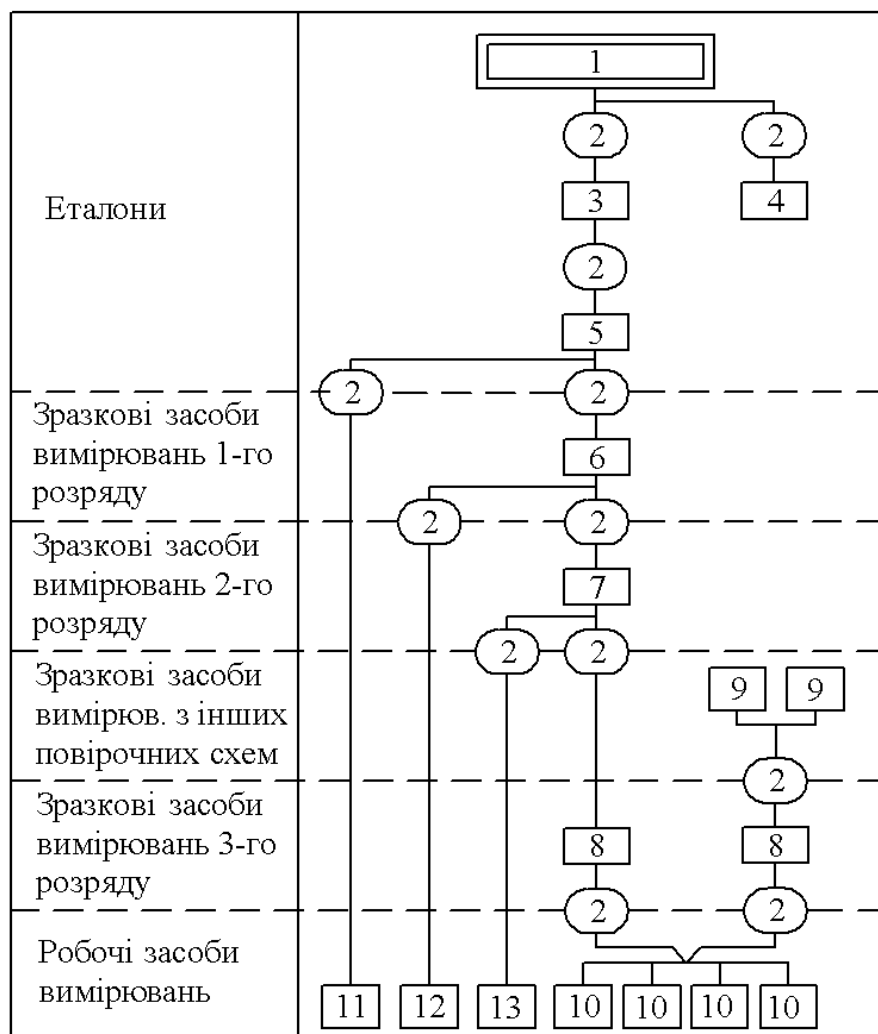 1
2 2
Еталони
3 4
2
5
2 2
Зразкові засоби
вимірювань 1-го
розряду
6
2 2
Зразкові засоби
вимірювань 2-го
розряду
7
2 2
Зразкові засоби
вимірюв. з інших
повірочних схем
9 9
2
Зразкові засоби
вимірювань 3-го
розряду
8 8
2 2
Робочі засоби
вимірювань
11 12 13 10 10 10 10